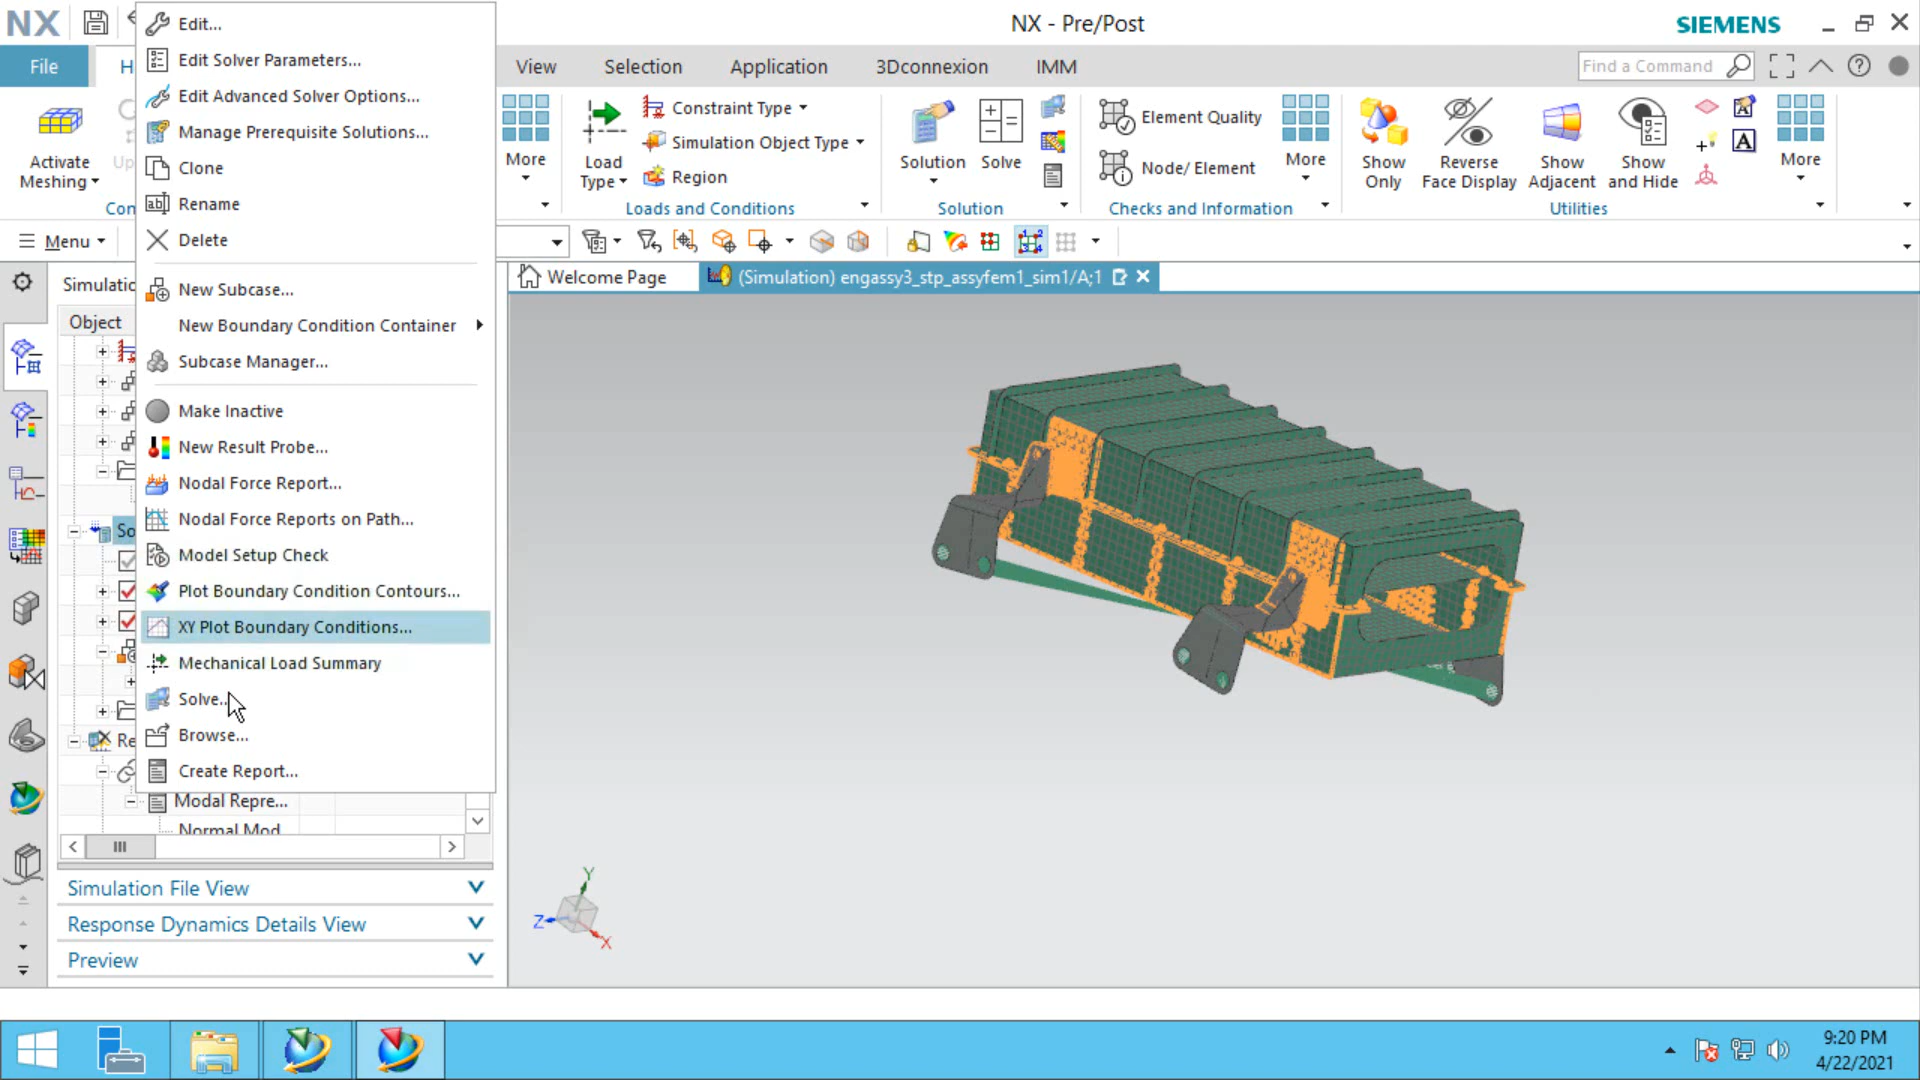 NX
NX - Pre/Post
SIEMENS
File
View
Selection
Application
3Dconnexion
IMM
Find a Command
Activate
Meshing
More
Load
Type
Constraint Type
Simulation Object Type
Region
Loads and Conditions
Solution
Solve
Solution
Element Quality
Node/ Element
More
Checks and Information
Show
Only
Reverse
Face Display
Show
Adjacent
Show
and Hide
More
Utilities
Menu
Edit...
Edit Solver Parameters...
Edit Advanced Solver Options...
Manage Prerequisite Solutions...
Clone
Rename
Delete
New Subcase...
New Boundary Condition Container
Subcase Manager...
Make Inactive
New Result Probe...
Nodal Force Report...
Nodal Force Reports on Path...
Model Setup Check
Plot Boundary Condition Contours...
XY Plot Boundary Conditions...
Mechanical Load Summary
Solve...
Browse...
Create Report...
Object
Modal Repre...
Normal Mod
Simulation File View
Response Dynamics Details View
Preview
Welcome Page
(Simulation) engassy3_stp_assyfem1_sim1/A;1
Y
Z
X
9:20 PM
4/22/2021